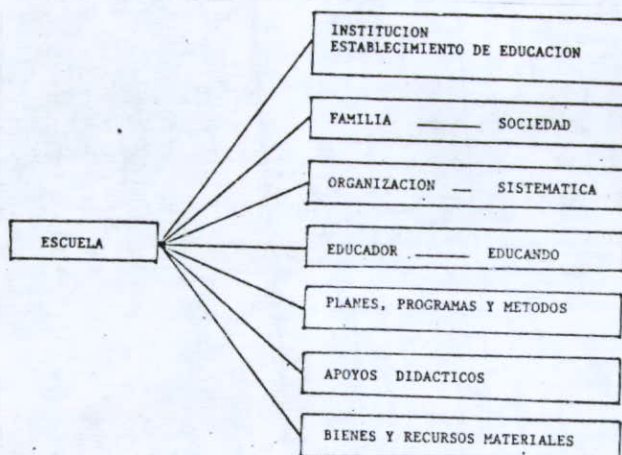 INSTITUCION
ESTABLECIMIENTO DE EDUCACION
FAMILIA —— SOCIEDAD
ORGANIZACION — SISTEMATICA
ESCUELA
EDUCADOR —— EDUCANDO
PLANES, PROGRAMAS Y METODOS
APOYOS DIDACTICOS
BIENES Y RECURSOS MATERIALES